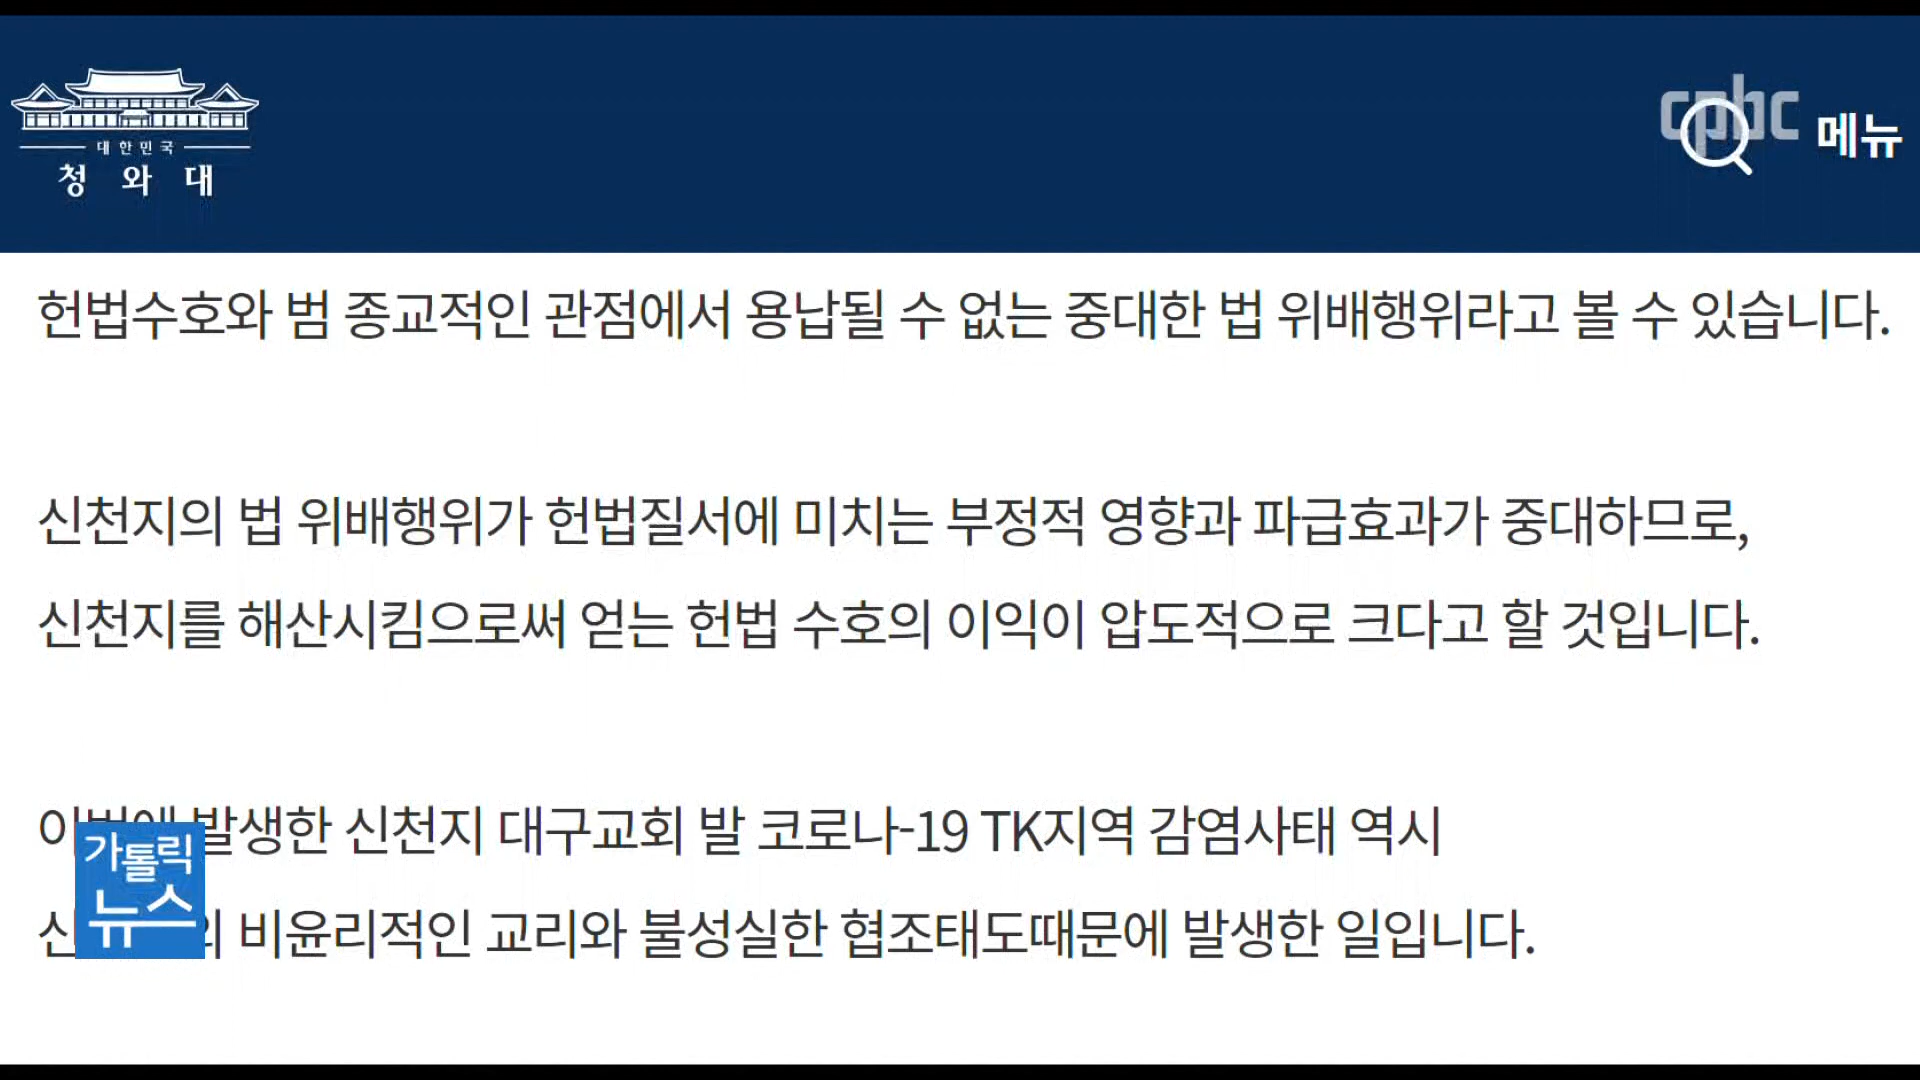 대한민국
청와대
cpbc
메뉴
헌법수호와 범 종교적인 관점에서 용납될 수 없는 중대한 법 위배행위라고 볼 수 있습니다.
신천지의 법 위배행위가 헌법질서에 미치는 부정적 영향과 파급효과가 중대하므로,
신천지를 해산시킴으로써 얻는 헌법 수호의 이익이 압도적으로 크다고 할 것입니다.
이번에 발생한 신천지 대구교회 발 코로나-19 TK지역 감염사태 역시
비윤리적인 교리와 불성실한 협조태도때문에 발생한 일입니다.
가톨릭
뉴스